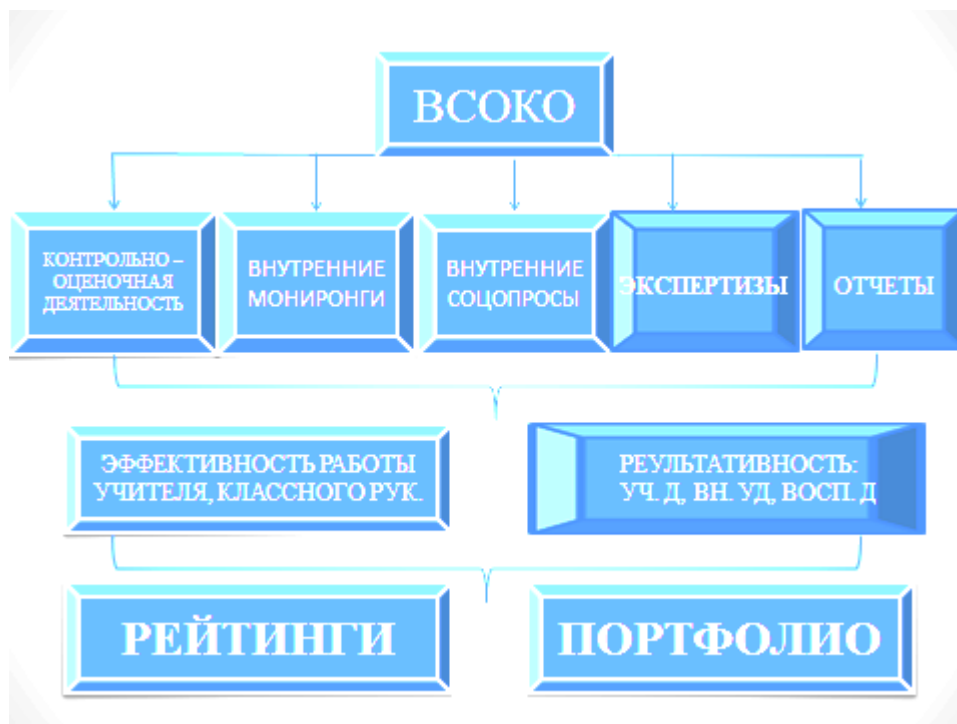 ВСОКО
КОНТРОЛЬНО –
ОЦЕНОЧНАЯ
ДЕЯТЕЛЬНОСТЬ
ВНУТРЕННИЕ
МОНИРОНГИ
ВНУТРЕННИЕ
СОЦОПРОСЫ
ЭКСПЕРТИЗЫ
ОТЧЕТЫ
ЭФФЕКТИВНОСТЬ РАБОТЫ
УЧИТЕЛЯ, КЛАССНОГО РУК.
РЕУЛЬТАТИВНОСТЬ:
УЧ. Д, ВН. УД, ВОСП. Д
РЕЙТИНГИ
ПОРТФОЛИО